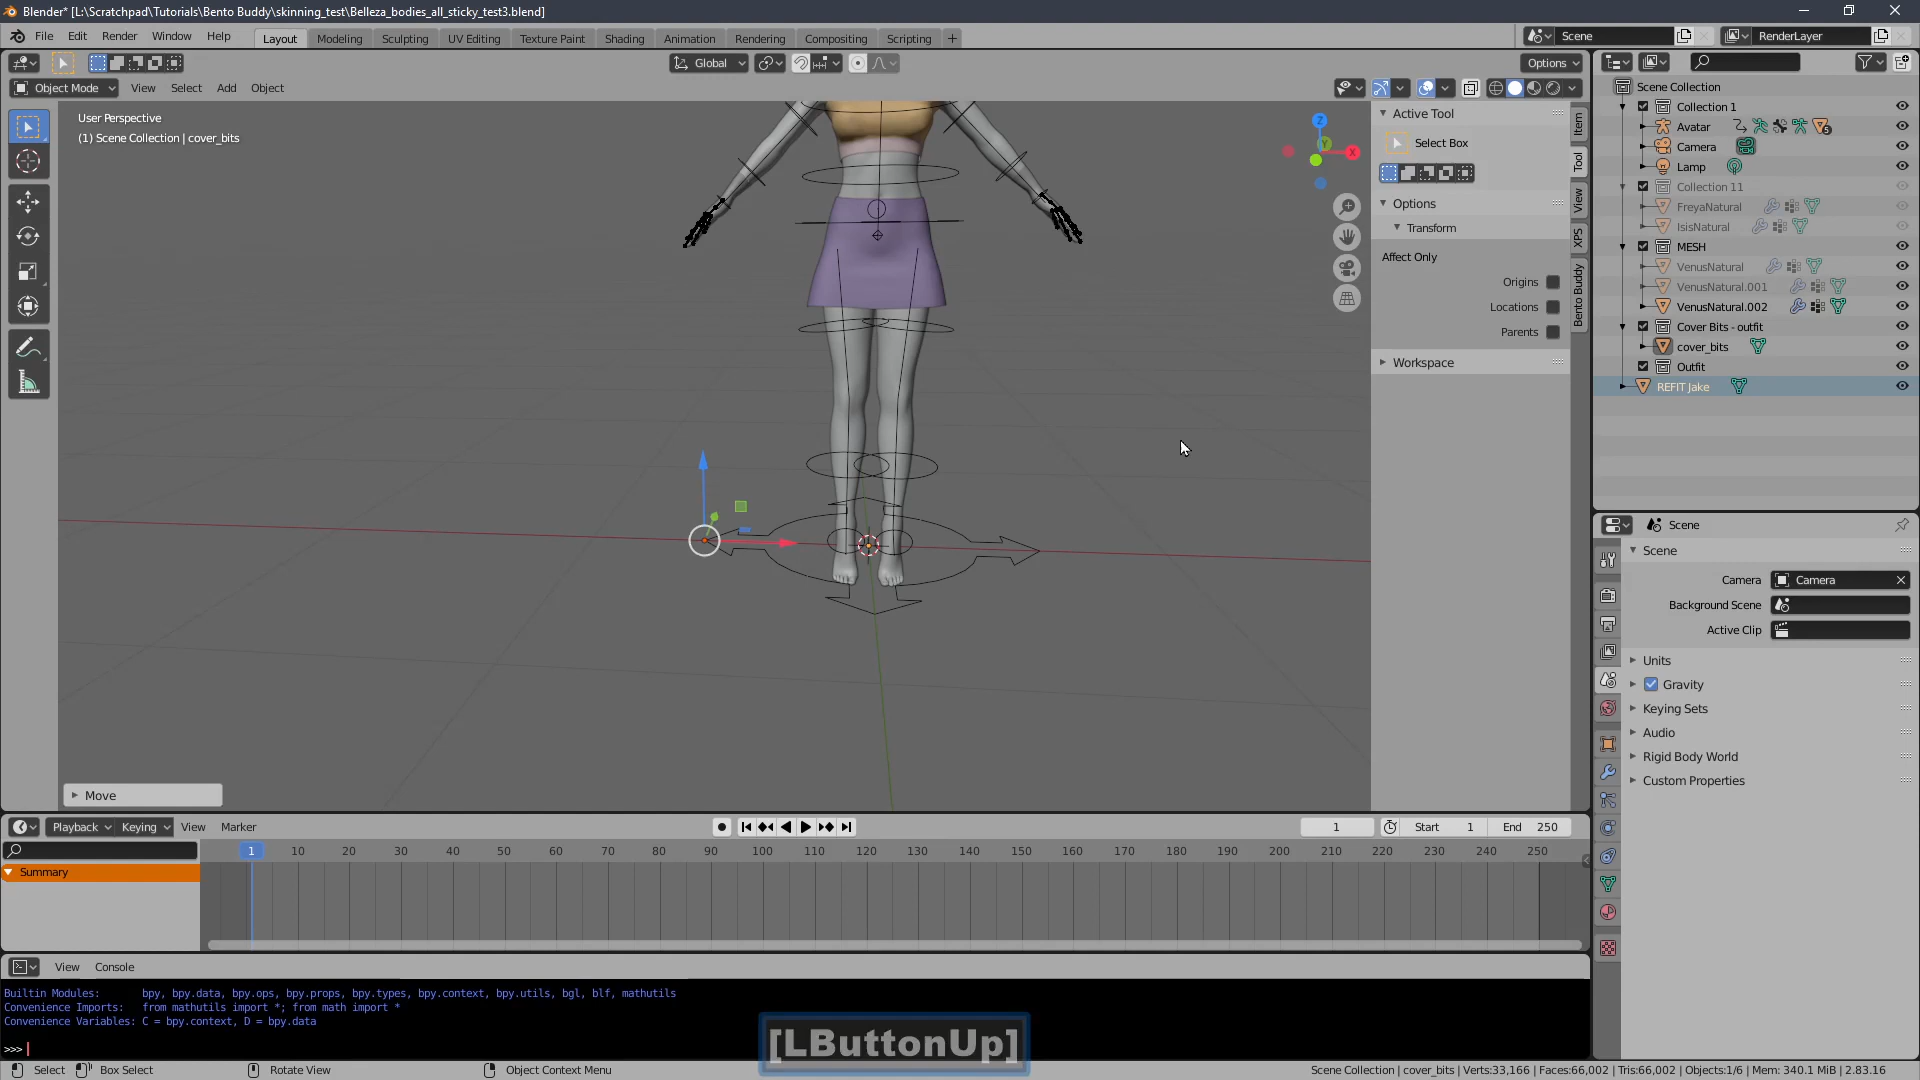 Blender* [L:\Scratchpad\Tutorials\Bento Buddy\skinning_test\Belleza_bodies_all_sticky_test3.blend]
File Edit Render Window Help Layout Modeling Sculpting UV Editing Texture Paint Shading Animation Rendering Compositing Scripting + Scene RenderLayer
Global Options
Object Mode View Select Add Object
User Perspective
(1) Scene Collection | cover_bits
Z
Y
X
Active Tool
Select Box
Options
Transform
Affect Only
Origins
Locations
Parents
Workspace
Item
Tool
View
XPS
Bento Buddy
Scene Collection
Collection 1
Avatar 5
Camera
Lamp
Collection 11
FreyaNatural
IsisNatural
MESH
VenusNatural
VenusNatural.001
VenusNatural.002
Cover Bits - outfit
cover_bits
Outfit
REFIT Jake
Scene
Scene
Camera Camera
Background Scene
Active Clip
Units
Gravity
Keying Sets
Audio
Rigid Body World
Custom Properties
Move
Playback Keying View Marker 1 Start 1 End 250
1 10 20 30 40 50 60 70 80 90 100 110 120 130 140 150 160 170 180 190 200 210 220 230 240 250
Summary
View Console
Builtin Modules: bpy, bpy.data, bpy.ops, bpy.props, bpy.types, bpy.context, bpy.utils, bgl, blf, mathutils
Convenience Imports: from mathutils import *; from math import *
Convenience Variables: C = bpy.context, D = bpy.data
>>>
[LButtonUp]
Select Box Select Rotate View Object Context Menu Scene Collection | cover_bits | Verts:33,166 | Faces:66,002 | Tris:66,002 | Objects:1/6 | Mem: 340.1 MiB | 2.83.16